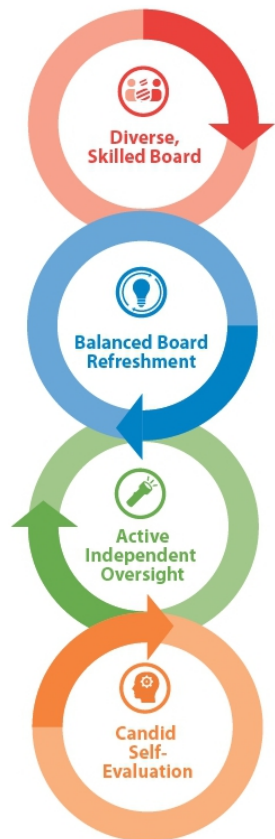 Diverse,
Skilled Board
Balanced Board
Refreshment
Active
Independent
Oversight
Candid
Self-
Evaluation